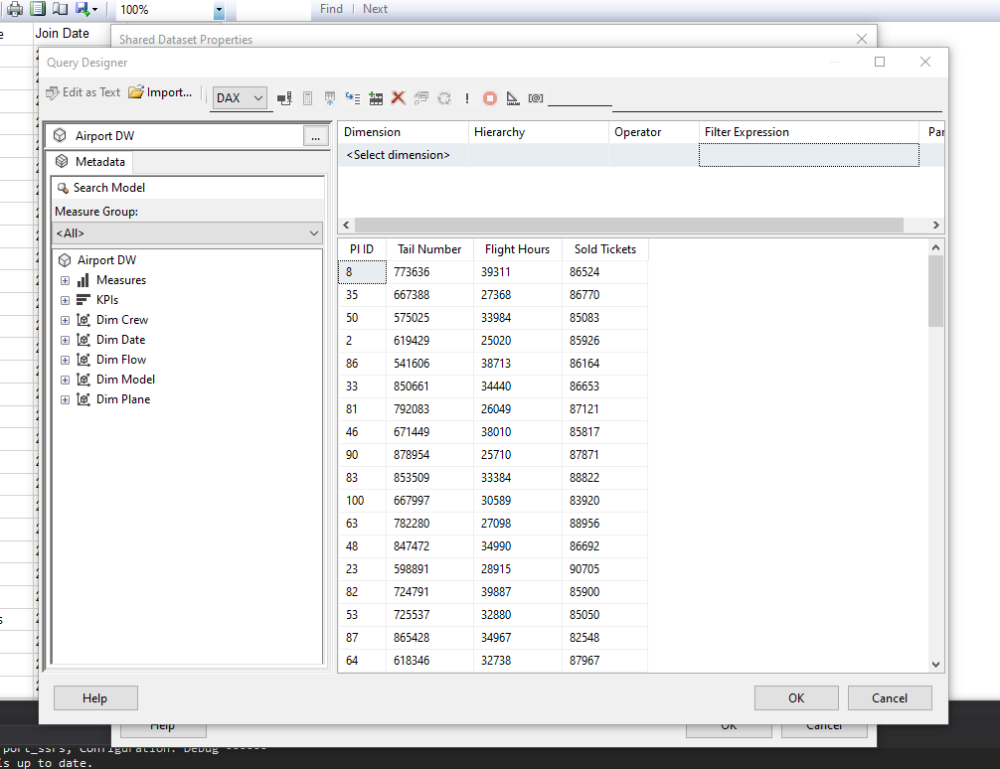 100% Find | Next
Join Date
Shared Dataset Properties
Query Designer
Edit as Text Import... DAX
Airport DW ...
Metadata
Search Model
Measure Group:
<All>
Airport DW
Measures
KPIs
Dim Crew
Dim Date
Dim Flow
Dim Model
Dim Plane
Dimension Hierarchy Operator Filter Expression Par
<Select dimension>
Pl ID Tail Number Flight Hours Sold Tickets
8 773636 39311 86524
35 667388 27368 86770
50 575025 33984 85083
2 619429 25020 85926
86 541606 38713 86164
33 850661 34440 86653
81 792083 26049 87121
46 671449 38010 85817
90 878954 25710 87871
83 853509 33384 88822
100 667997 30589 83920
63 782280 27098 88956
48 847472 34990 86692
23 598891 28915 90705
82 724791 39887 85900
53 725537 32880 85050
87 865428 34967 82548
64 618346 32738 87967
Help OK Cancel
Help OK Cancel
port_ssrs, Configuration: Debug ------
s up to date.